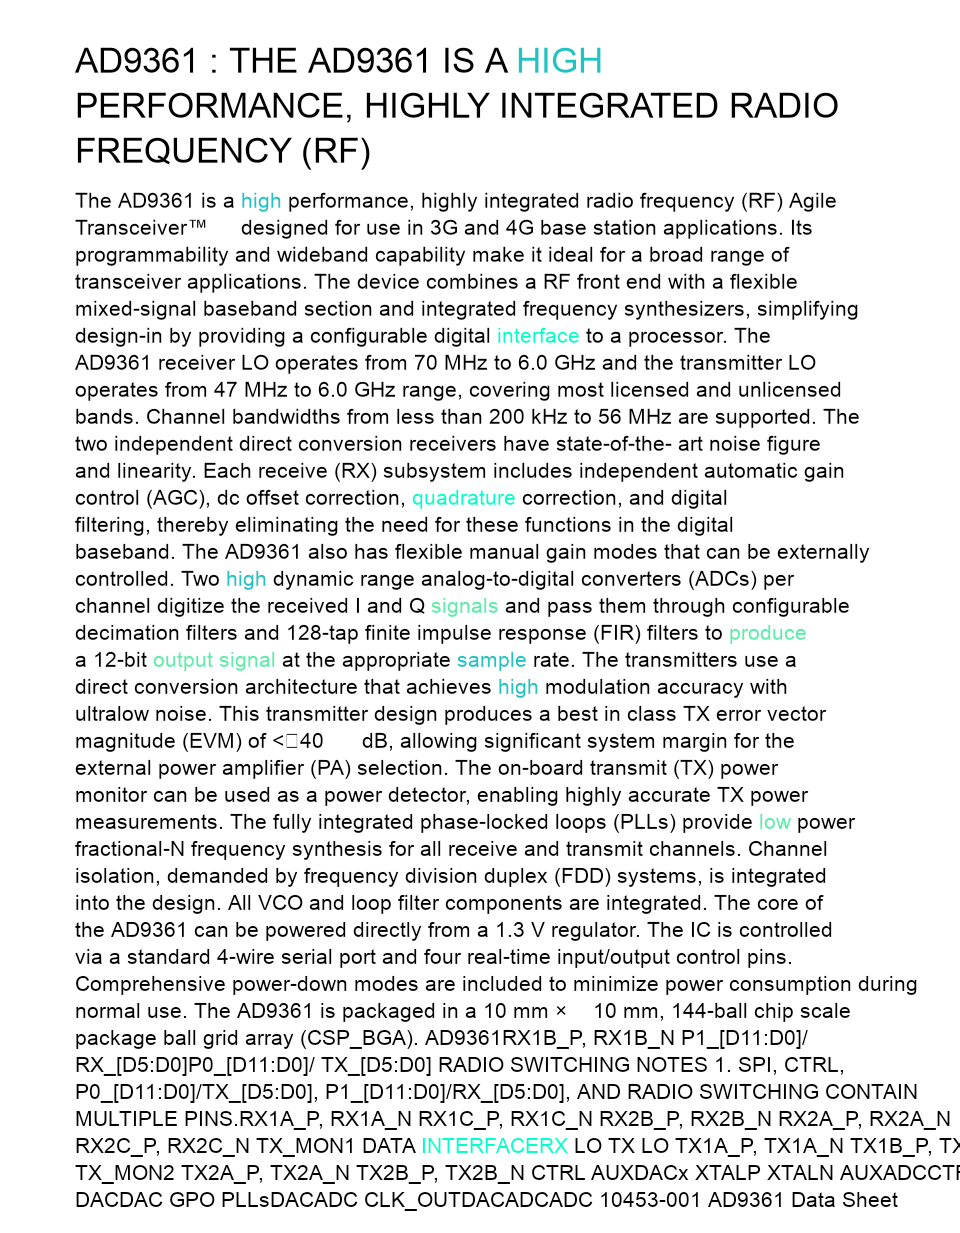 AD9361 : THE AD9361 IS A HIGH
PERFORMANCE, HIGHLY INTEGRATED RADIO
FREQUENCY (RF)
The AD9361 is a high performance, highly integrated radio frequency (RF) Agile
Transceiver™ designed for use in 3G and 4G base station applications. Its
programmability and wideband capability make it ideal for a broad range of
transceiver applications. The device combines a RF front end with a flexible
mixed-signal baseband section and integrated frequency synthesizers, simplifying
design-in by providing a configurable digital interface to a processor. The
AD9361 receiver LO operates from 70 MHz to 6.0 GHz and the transmitter LO
operates from 47 MHz to 6.0 GHz range, covering most licensed and unlicensed
bands. Channel bandwidths from less than 200 kHz to 56 MHz are supported. The
two independent direct conversion receivers have state-of-the- art noise figure
and linearity. Each receive (RX) subsystem includes independent automatic gain
control (AGC), dc offset correction, quadrature correction, and digital
filtering, thereby eliminating the need for these functions in the digital
baseband. The AD9361 also has flexible manual gain modes that can be externally
controlled. Two high dynamic range analog-to-digital converters (ADCs) per
channel digitize the received I and Q signals and pass them through configurable
decimation filters and 128-tap finite impulse response (FIR) filters to produce
a 12-bit output signal at the appropriate sample rate. The transmitters use a
direct conversion architecture that achieves high modulation accuracy with
ultralow noise. This transmitter design produces a best in class TX error vector
magnitude (EVM) of <□40 dB, allowing significant system margin for the
external power amplifier (PA) selection. The on-board transmit (TX) power
monitor can be used as a power detector, enabling highly accurate TX power
measurements. The fully integrated phase-locked loops (PLLs) provide low power
fractional-N frequency synthesis for all receive and transmit channels. Channel
isolation, demanded by frequency division duplex (FDD) systems, is integrated
into the design. All VCO and loop filter components are integrated. The core of
the AD9361 can be powered directly from a 1.3 V regulator. The IC is controlled
via a standard 4-wire serial port and four real-time input/output control pins.
Comprehensive power-down modes are included to minimize power consumption during
normal use. The AD9361 is packaged in a 10 mm × 10 mm, 144-ball chip scale
package ball grid array (CSP_BGA). AD9361RX1B_P, RX1B_N P1_[D11:D0]/
RX_[D5:D0]P0_[D11:D0]/ TX_[D5:D0] RADIO SWITCHING NOTES 1. SPI, CTRL,
P0_[D11:D0]/TX_[D5:D0], P1_[D11:D0]/RX_[D5:D0], AND RADIO SWITCHING CONTAIN
MULTIPLE PINS.RX1A_P, RX1A_N RX1C_P, RX1C_N RX2B_P, RX2B_N RX2A_P, RX2A_N
RX2C_P, RX2C_N TX_MON1 DATA INTERFACERX LO TX LO TX1A_P, TX1A_N TX1B_P,
TX_MON2 TX2A_P, TX2A_N TX2B_P, TX2B_N CTRL AUXDACx XTALP XTALN
DACDAC GPO PLLsDACADC CLK_OUTDACADCADC 10453-001 AD9361 Data Sheet